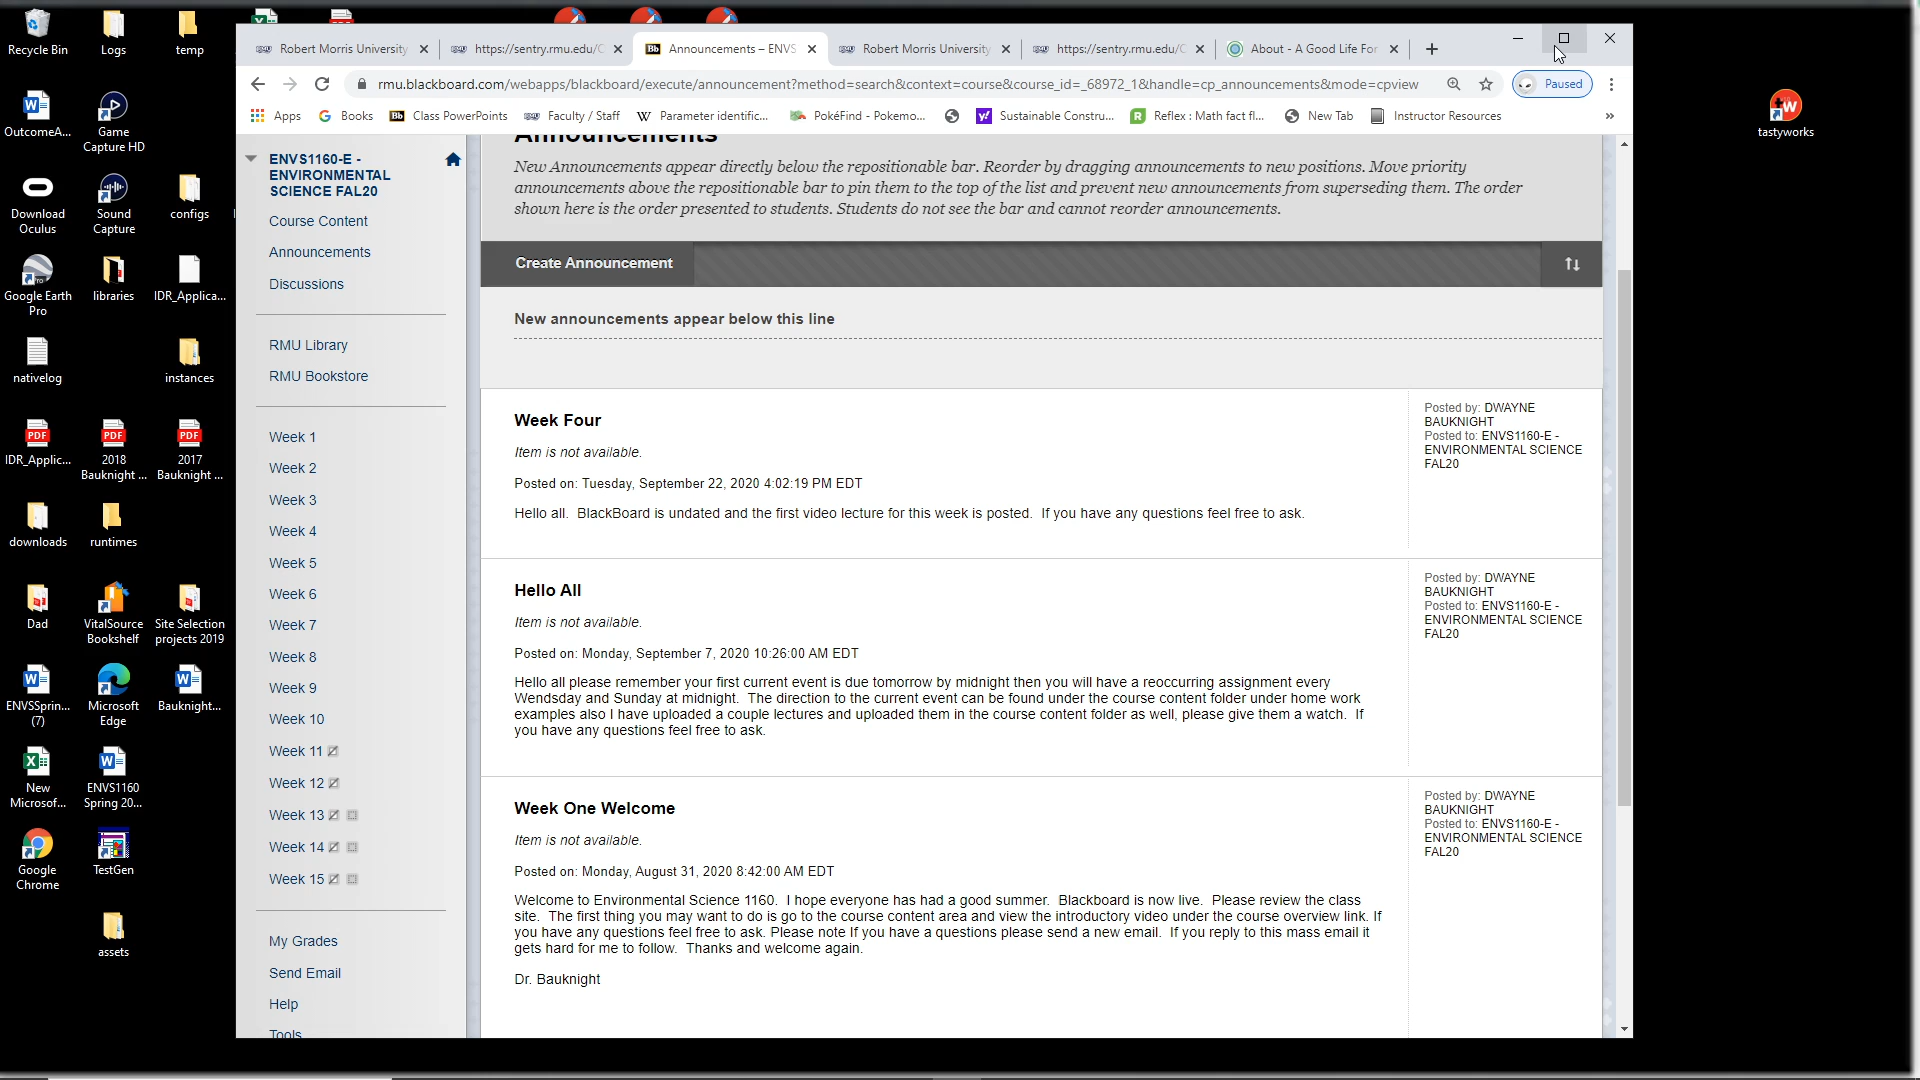 Recycle Bin
Logs
temp
OutcomeA...
Game
Capture HD
Download
Oculus
Sound
Capture
configs
Google Earth
Pro
libraries
IDR_Applica...
nativelog
instances
IDR_Applic...
2018
Bauknight ...
2017
Bauknight ...
downloads
runtimes
Dad
VitalSource
Bookshelf
Site Selection
projects 2019
ENVSSprin...
(7)
Microsoft
Edge
Bauknight...
New
Microsof...
ENVS1160
Spring 20...
Google
Chrome
TestGen
assets
tastyworks
Robert Morris University
https://sentry.rmu.edu/C
Announcements – ENVS
Robert Morris University
https://sentry.rmu.edu/C
About - A Good Life For
rmu.blackboard.com/webapps/blackboard/execute/announcement?method=search&context=course&course_id=_68972_1&handle=cp_announcements&mode=cpview
Paused
Apps
Books
Class PowerPoints
Faculty / Staff
Parameter identific...
PokéFind - Pokemo...
Sustainable Constru...
Reflex : Math fact fl...
New Tab
Instructor Resources
»
ENVS1160-E -
ENVIRONMENTAL
SCIENCE FAL20
Course Content
Announcements
Discussions
RMU Library
RMU Bookstore
Week 1
Week 2
Week 3
Week 4
Week 5
Week 6
Week 7
Week 8
Week 9
Week 10
Week 11
Week 12
Week 13
Week 14
Week 15
My Grades
Send Email
Help
Tools
Announcements
New Announcements appear directly below the repositionable bar. Reorder by dragging announcements to new positions. Move priority
announcements above the repositionable bar to pin them to the top of the list and prevent new announcements from superseding them. The order
shown here is the order presented to students. Students do not see the bar and cannot reorder announcements.
Create Announcement
New announcements appear below this line
Week Four
Item is not available.
Posted on: Tuesday, September 22, 2020 4:02:19 PM EDT
Hello all.  BlackBoard is undated and the first video lecture for this week is posted.  If you have any questions feel free to ask.
Posted by: DWAYNE
BAUKNIGHT
Posted to: ENVS1160-E -
ENVIRONMENTAL SCIENCE
FAL20
Hello All
Item is not available.
Posted on: Monday, September 7, 2020 10:26:00 AM EDT
Hello all please remember your first current event is due tomorrow by midnight then you will have a reoccurring assignment every
Wendsday and Sunday at midnight.  The direction to the current event can be found under the course content folder under home work
examples also I have uploaded a couple lectures and uploaded them in the course content folder as well, please give them a watch.  If
you have any questions feel free to ask.
Posted by: DWAYNE
BAUKNIGHT
Posted to: ENVS1160-E -
ENVIRONMENTAL SCIENCE
FAL20
Week One Welcome
Item is not available.
Posted on: Monday, August 31, 2020 8:42:00 AM EDT
Welcome to Environmental Science 1160.  I hope everyone has had a good summer.  Blackboard is now live.  Please review the class
site.  The first thing you may want to do is go to the course content area and view the introductory video under the course overview link. If
you have any questions feel free to ask. Please note If you have a questions please send a new email.  If you reply to this mass email it
gets hard for me to follow.  Thanks and welcome again.
Dr. Bauknight
Posted by: DWAYNE
BAUKNIGHT
Posted to: ENVS1160-E -
ENVIRONMENTAL SCIENCE
FAL20